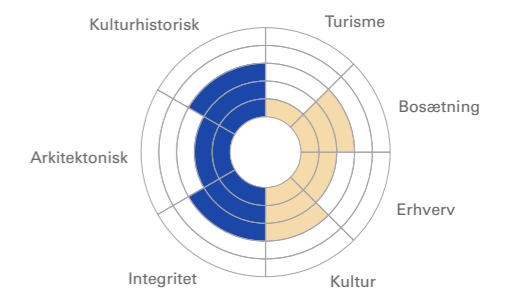 Kulturhistorisk
Turisme
Bosætning
Arkitektonisk
Erhverv
Integritet
Kultur